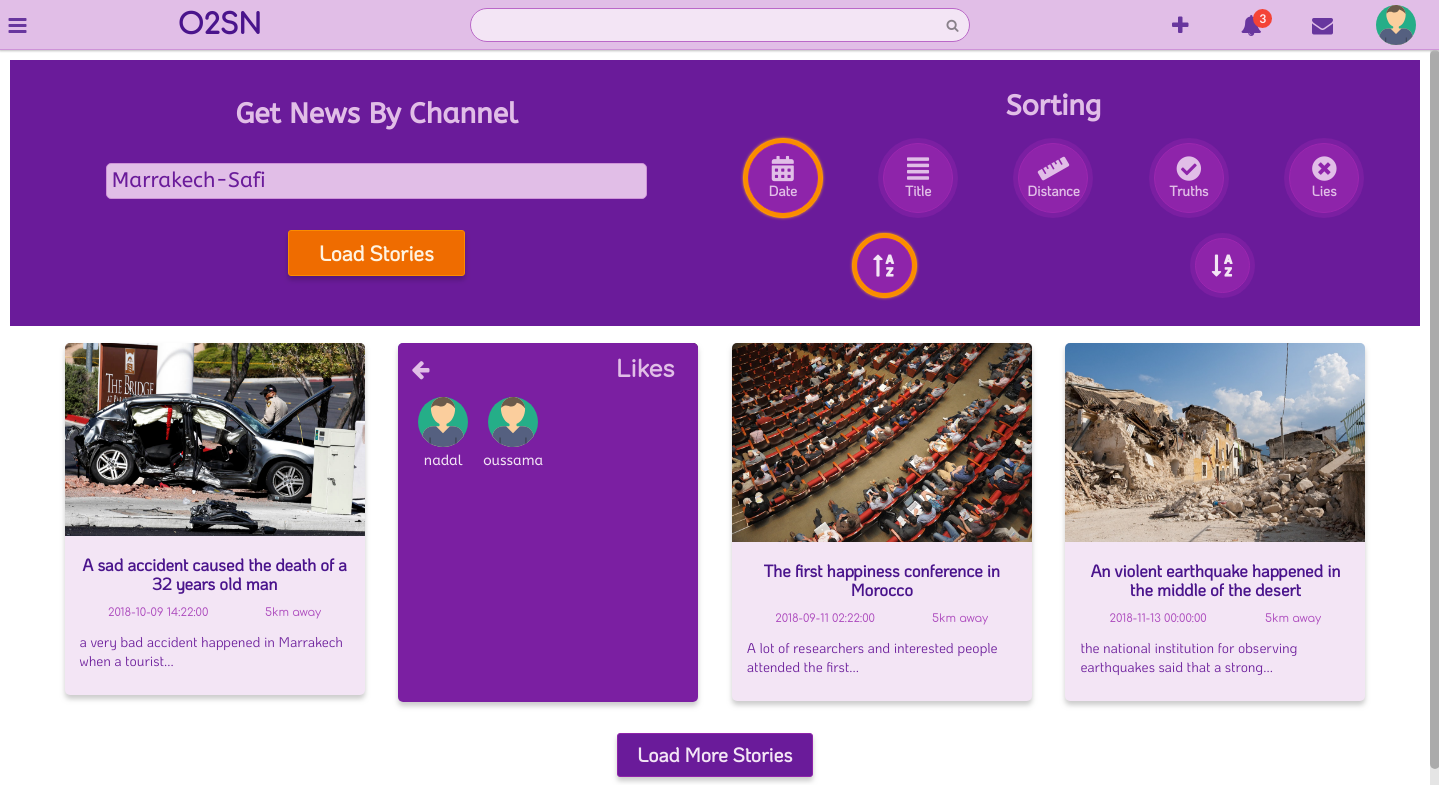 O2SN
3
Get News By Channel
Marrakech-Safi
Load Stories
Sorting
Date
Title
Distance
Truths
Lies
A
Z
A
Z
THE BRIDGE
A sad accident caused the death of a
32 years old man
2018-10-09 14:22:00 5km away
a very bad accident happened in Marrakech
when a tourist...
Likes
nadal oussama
The first happiness conference in
Morocco
2018-09-11 02:22:00 5km away
A lot of researchers and interested people
attended the first...
An violent earthquake happened in
the middle of the desert
2018-11-13 00:00:00 5km away
the national institution for observing
earthquakes said that a strong...
Load More Stories